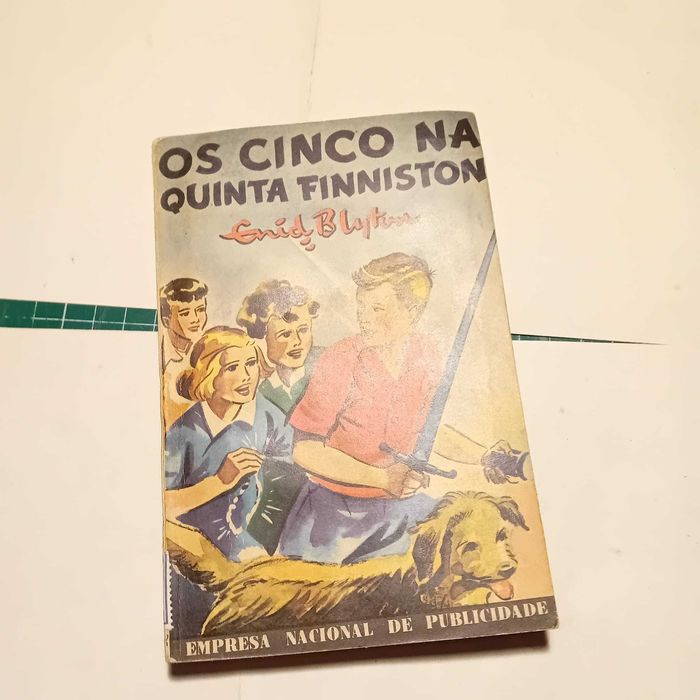 OS CINCO NA
QUINTA FINNISTON
Enid Blyton
EMPRESA NACIONAL DE PUBLICIDADE